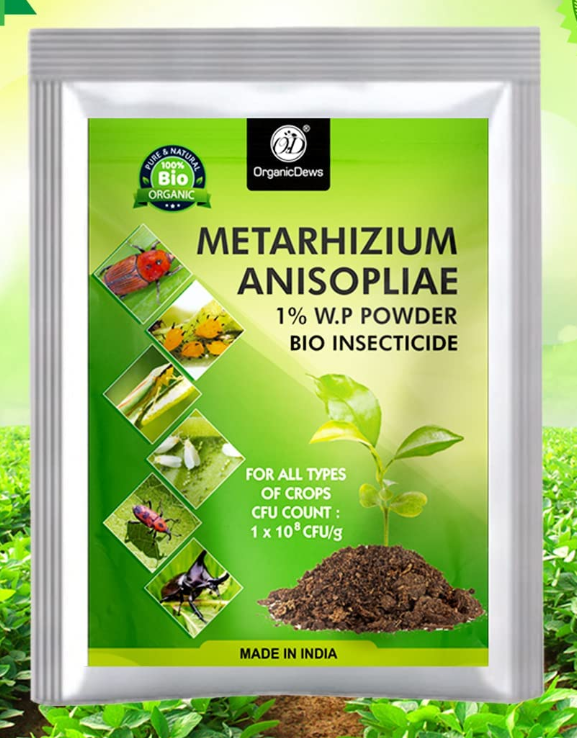 PURE & NATURAL
100%
Bio
ORGANIC
OD®
OrganicDews
METARHIZIUM
ANISOPLIAE
1% W.P POWDER
BIO INSECTICIDE
FOR ALL TYPES
OF CROPS
CFU COUNT :
1 x 10⁸ CFU/g
MADE IN INDIA